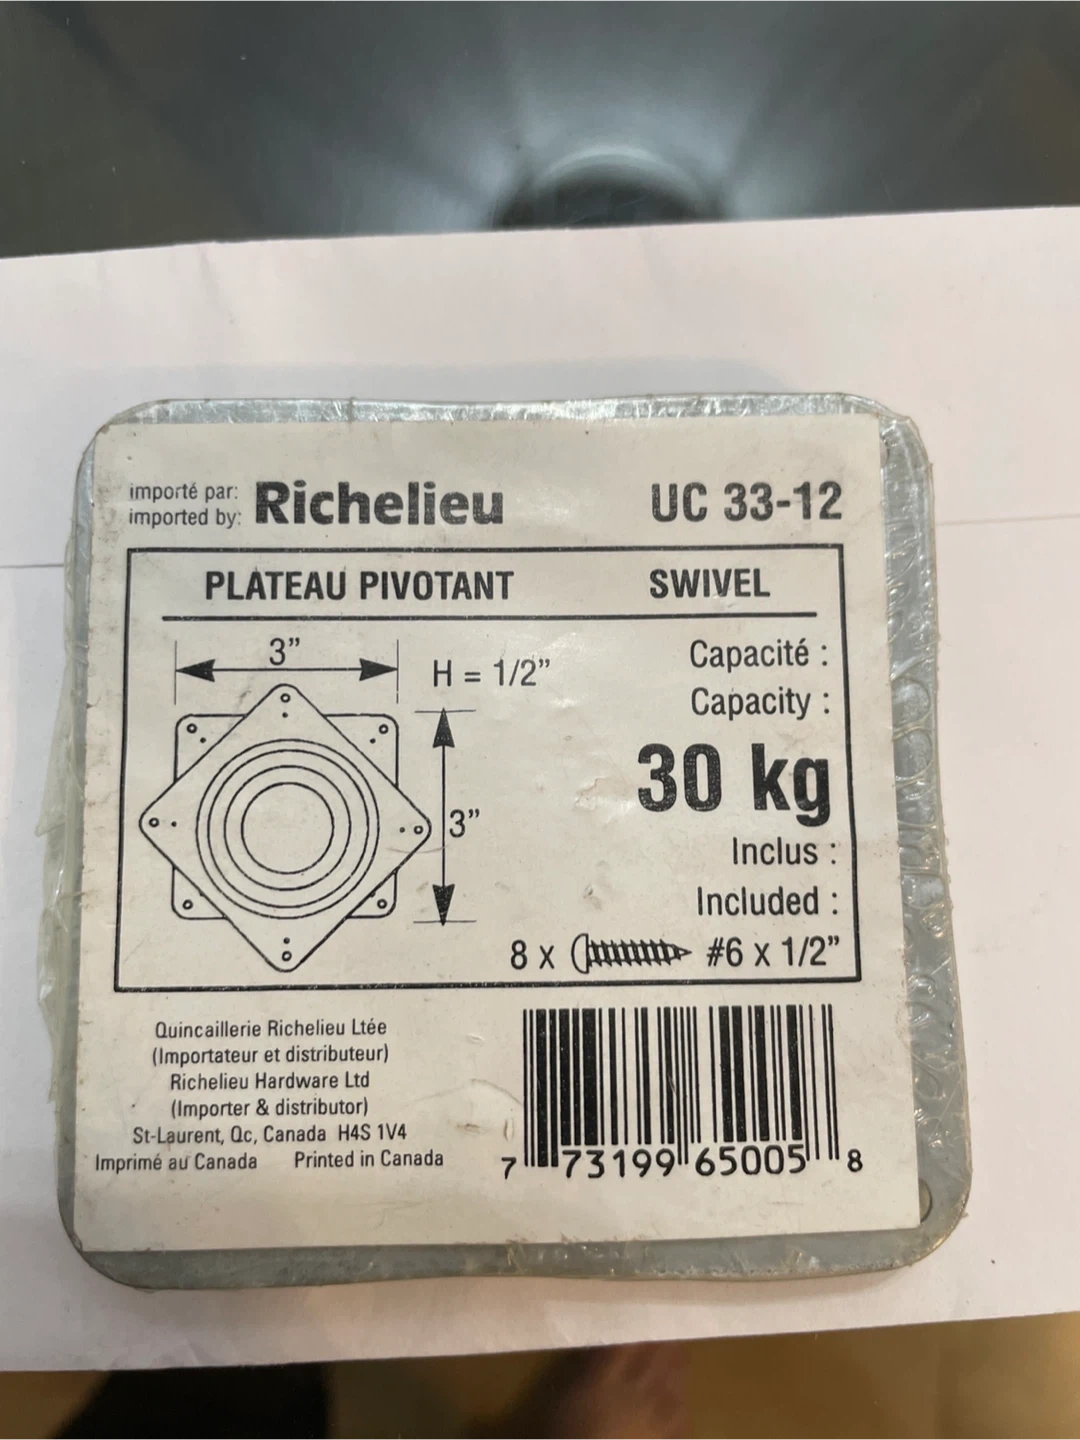 importé par:
imported by:
Richelieu
UC 33-12
PLATEAU PIVOTANT
SWIVEL
3”
H = 1/2”
3”
Capacité :
Capacity :
30 kg
Inclus :
Included :
8 x #6 x 1/2”
Quincaillerie Richelieu Ltée
(Importateur et distributeur)
Richelieu Hardware Ltd
(Importer & distributor)
St-Laurent, Qc, Canada H4S 1V4
Imprimé au Canada Printed in Canada
7 73199 65005 8